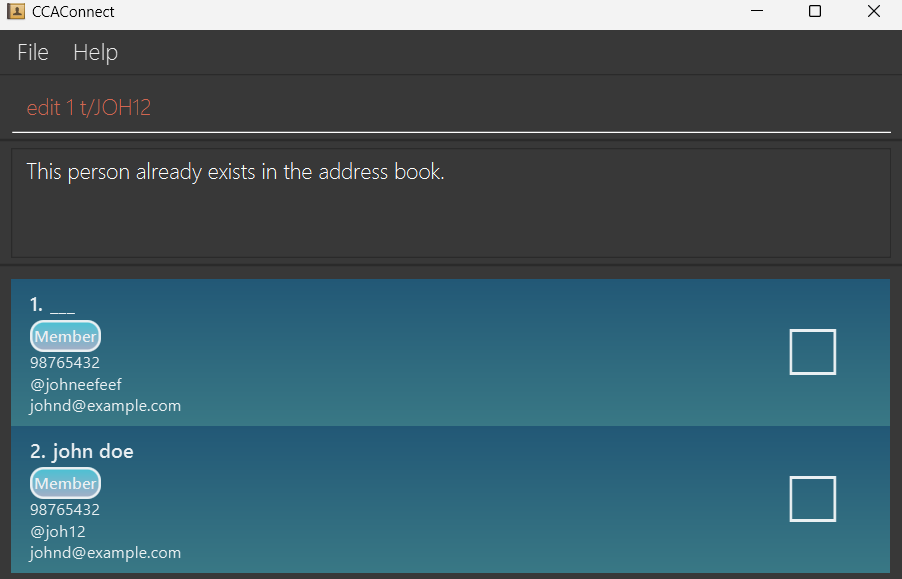 CCAConnect
File Help
edit 1 t/JOH12
This person already exists in the address book.
1. ___
Member
98765432
@johneefeef
johnd@example.com
2. john doe
Member
98765432
@joh12
johnd@example.com